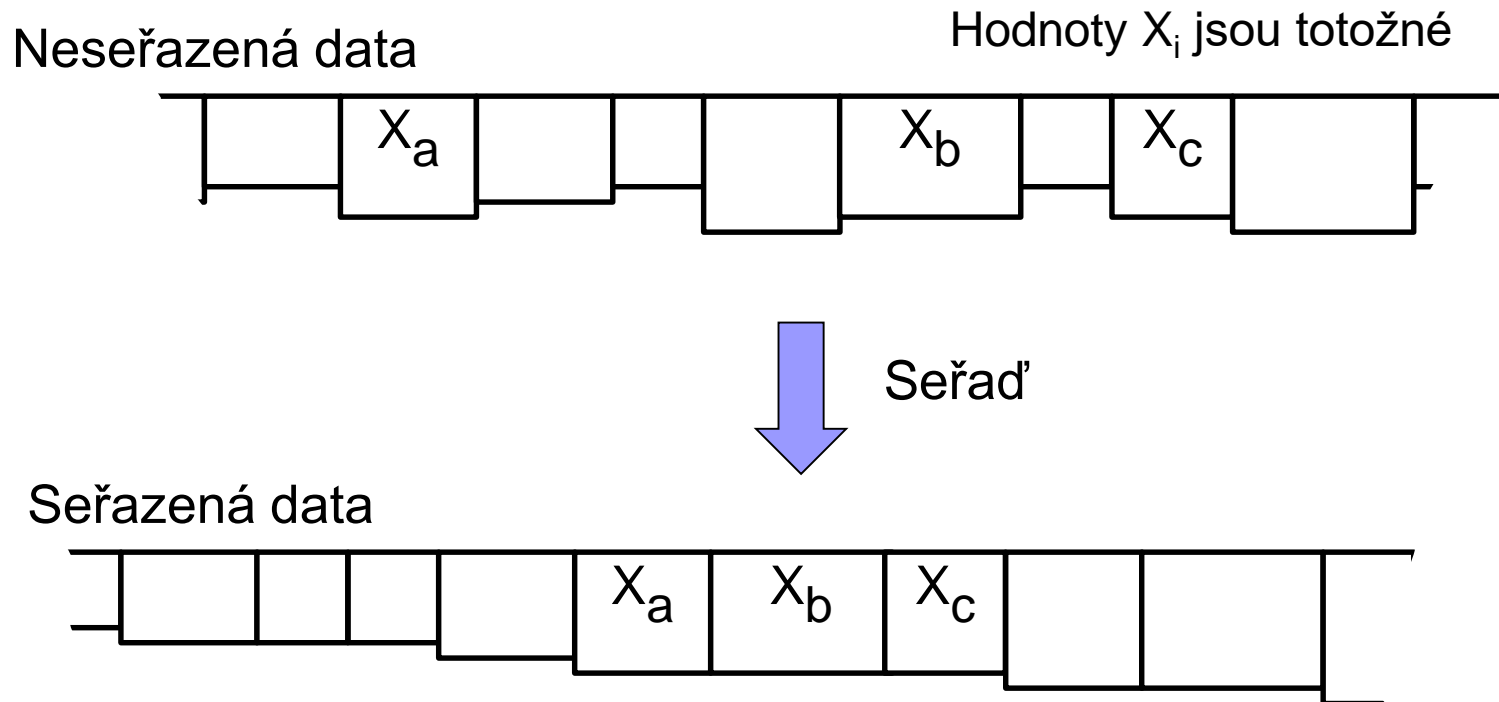 Neseřazená data
Hodnoty Xi jsou totožné
Xa Xb Xc
Seřaď
Seřazená data
Xa Xb Xc